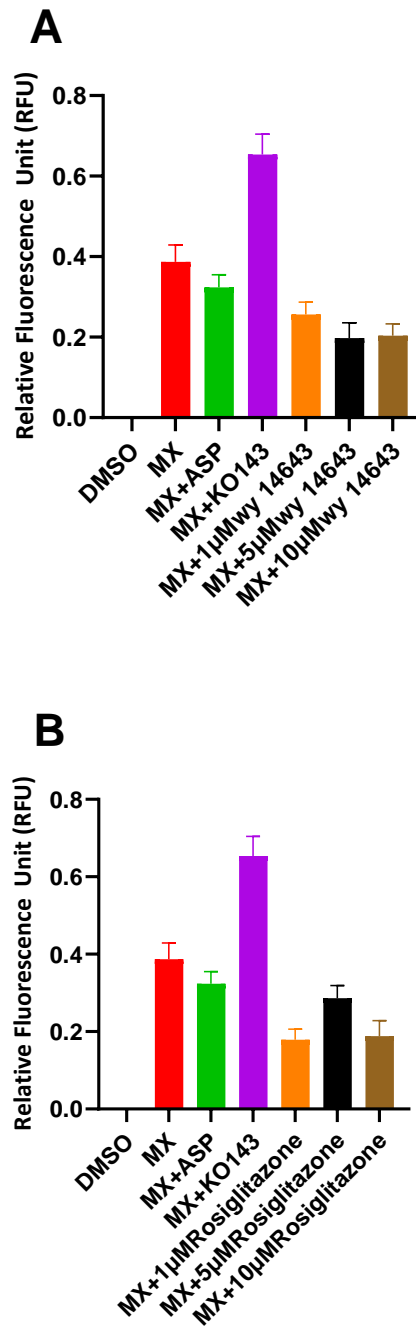 A
Relative Fluorescence Unit (RFU)
0.8
0.6
0.4
0.2
0.0
DMSO
MX
MX+ASP
MX+KO143
MX+1µMwy 14643
MX+5µMwy 14643
MX+10µMwy 14643
B
Relative Fluorescence Unit (RFU)
0.8
0.6
0.4
0.2
0.0
DMSO
MX
MX+ASP
MX+KO143
MX+1µMRosiglitazone
MX+5µMRosiglitazone
MX+10µMRosiglitazone